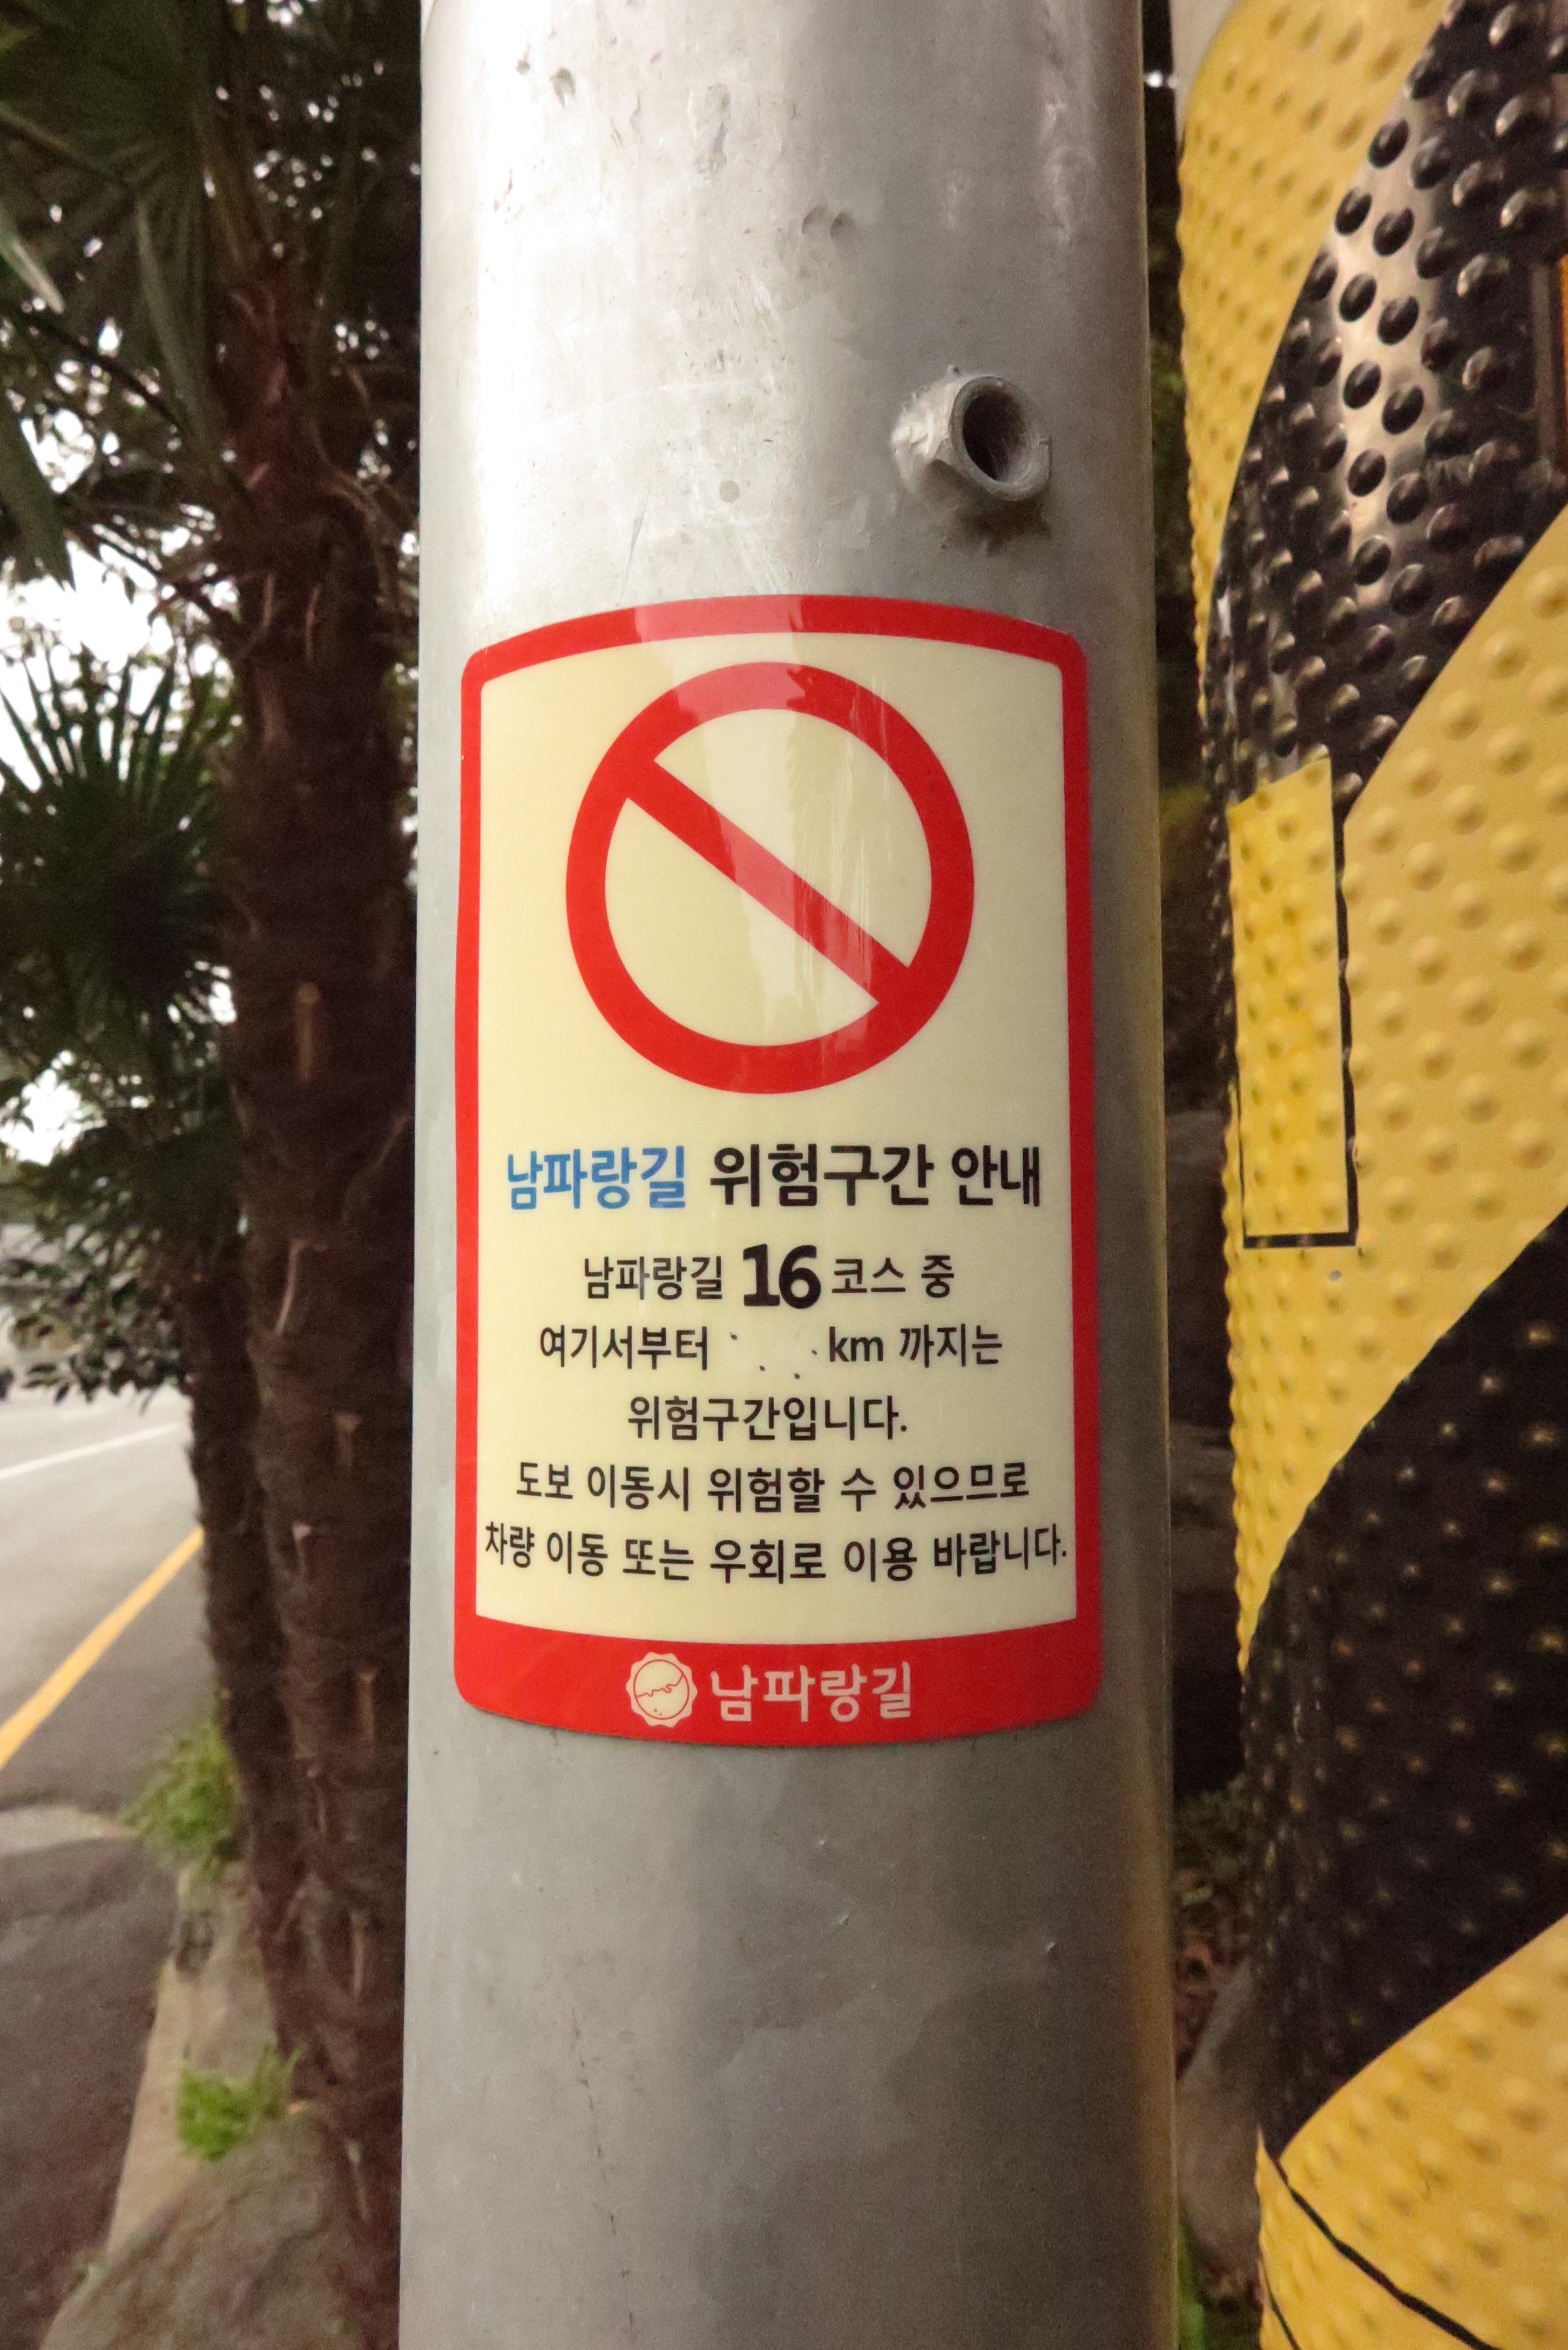 남파랑길 위험구간 안내
남파랑길 16 코스 중
여기서부터 km 까지는
위험구간입니다.
도보 이동시 위험할 수 있으므로
차량 이동 또는 우회로 이용 바랍니다.
남파랑길